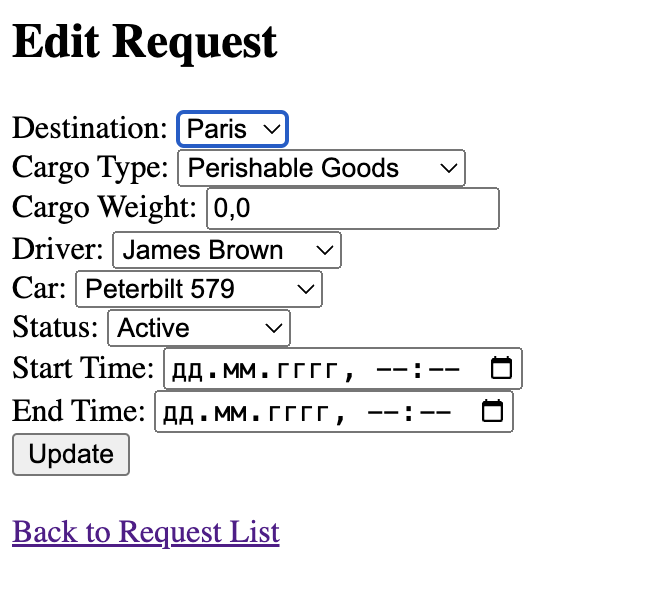 Edit Request
Destination: Paris
Cargo Type: Perishable Goods
Cargo Weight: 0,0
Driver: James Brown
Car: Peterbilt 579
Status: Active
Start Time: дд.мм.гггг, --:--
End Time: дд.мм.гггг, --:--
Update
Back to Request List